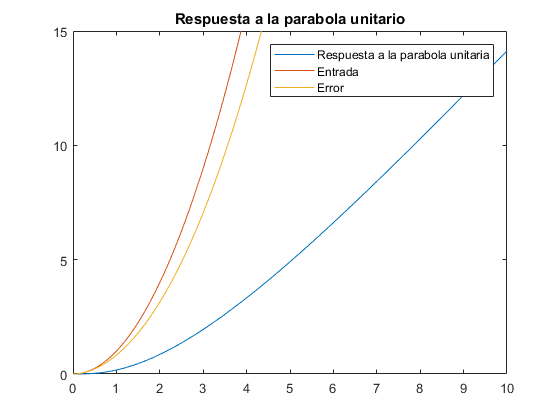 Respuesta a la parabola unitario
15
Respuesta a la parabola unitaria
Entrada
Error
10
5
0
0 1 2 3 4 5 6 7 8 9 10